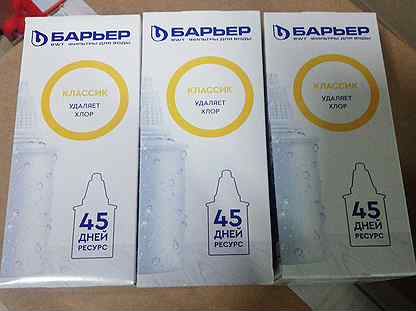 БАРЬЕР
BWT ФИЛЬТРЫ ДЛЯ ВОДЫ
КЛАССИК
УДАЛЯЕТ
ХЛОР
45
ДНЕЙ
РЕСУРС
БАРЬЕР
BWT ФИЛЬТРЫ ДЛЯ ВОДЫ
КЛАССИК
УДАЛЯЕТ
ХЛОР
45
ДНЕЙ
РЕСУРС
БАРЬЕР
BWT ФИЛЬТРЫ ДЛЯ ВОДЫ
КЛАССИК
УДАЛЯЕТ
ХЛОР
45
ДНЕЙ
РЕСУРС